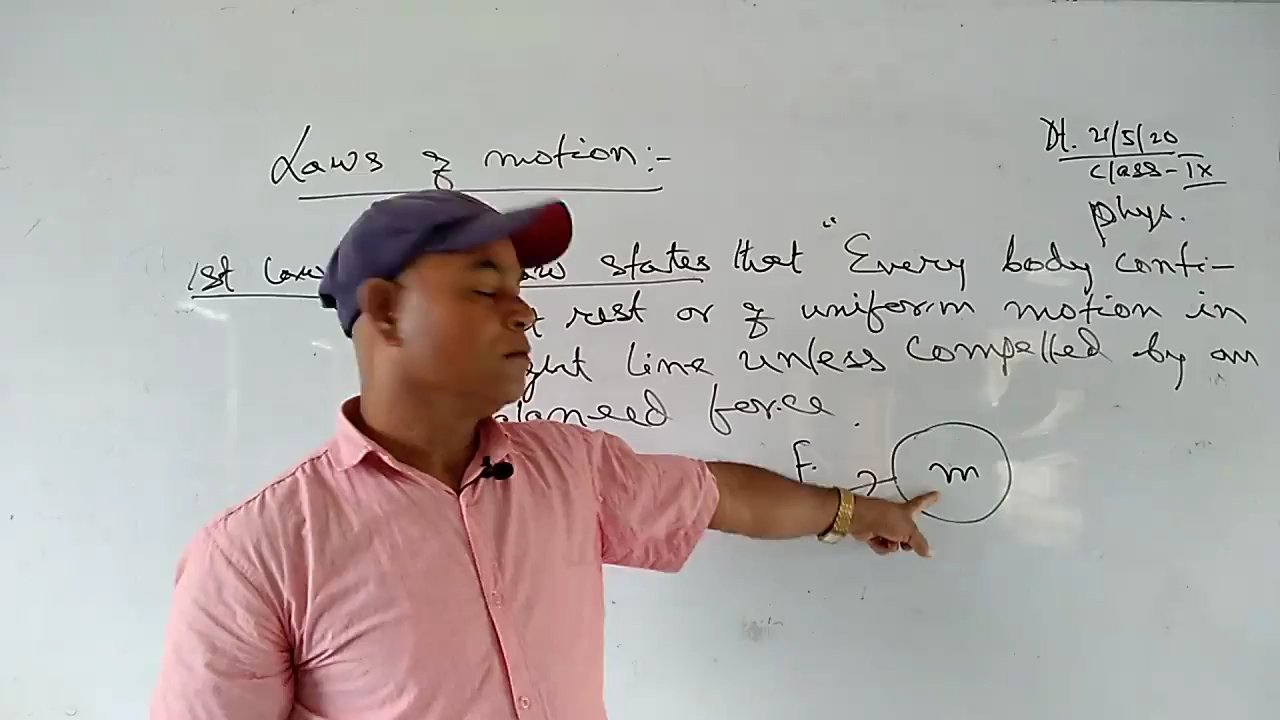 Laws of motion:-
Dt. 21/5/20
Class-IX
phys.
1st Law states that "Every body conti-
rest or of uniform motion in
line unless compelled by an
force.
F.
m